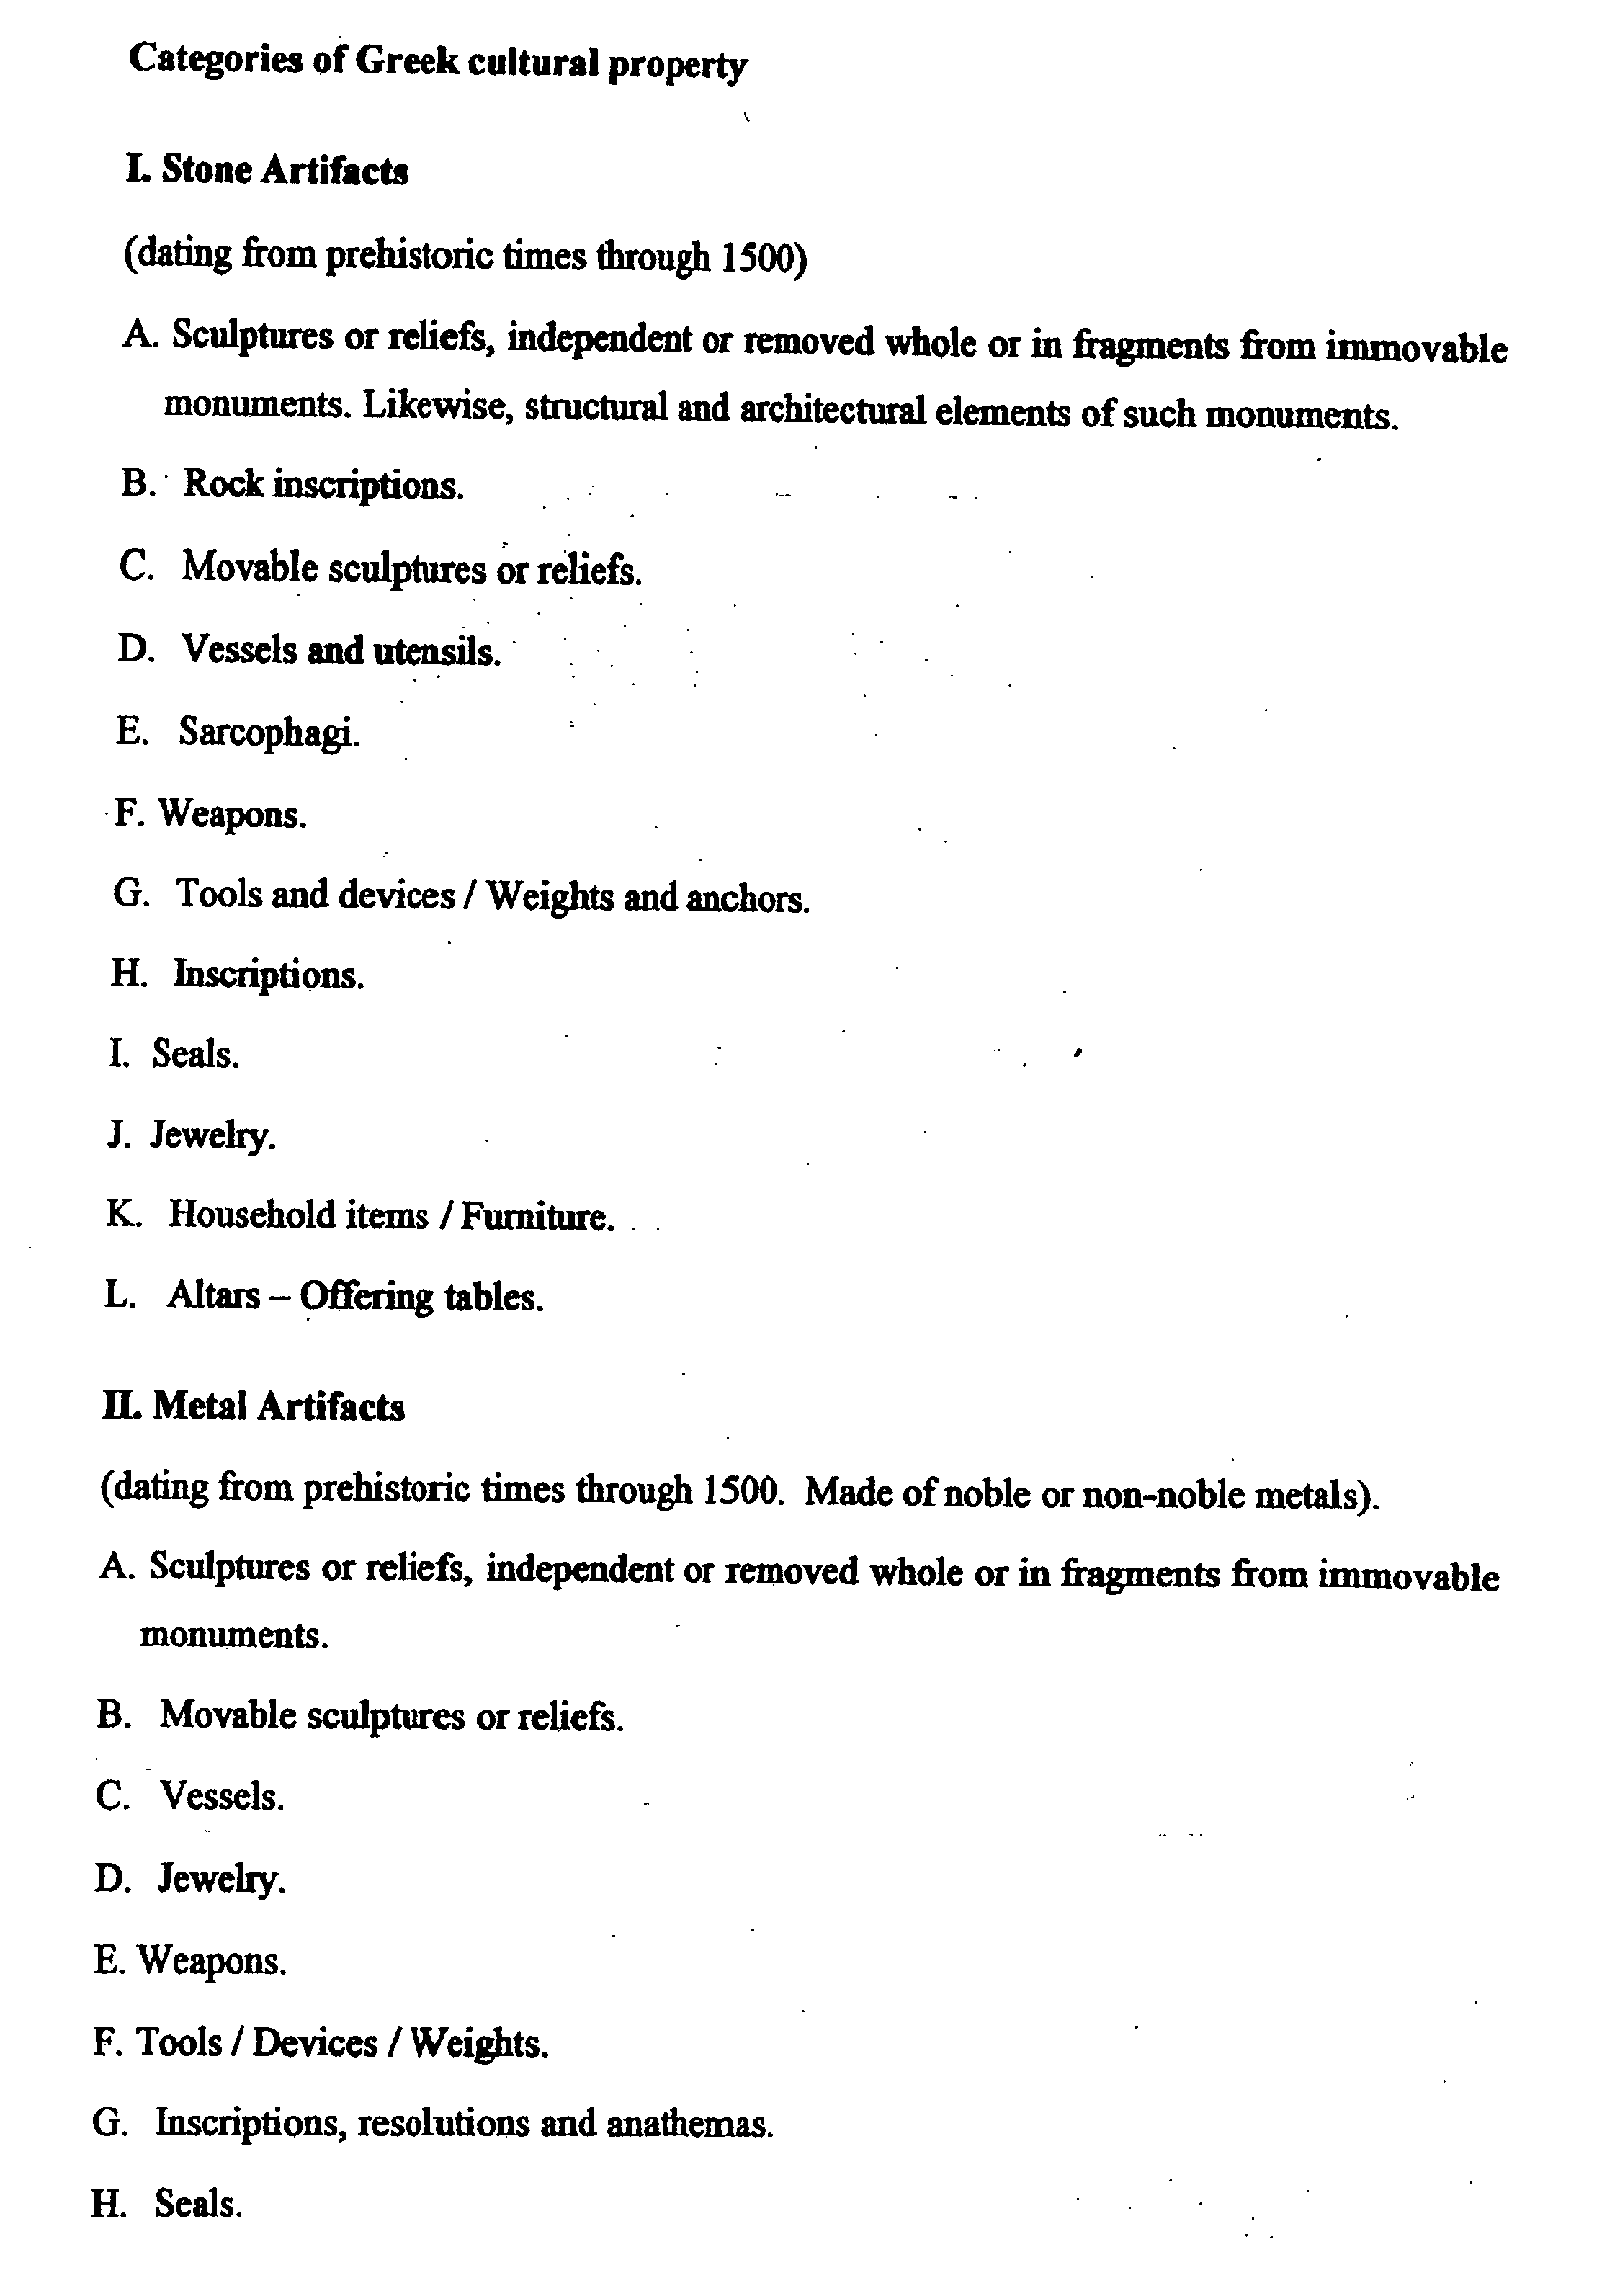 Categories of Greek cultural property
I. Stone Artifacts
(dating from prehistoric times through 1500)
A. Sculptures or reliefs, independent or removed whole or in fragments from immovable
monuments. Likewise, structural and architectural elements of such monuments.
B. Rock inscriptions.
C. Movable sculptures or reliefs.
D. Vessels and utensils.
E. Sarcophagi.
F. Weapons.
G. Tools and devices / Weights and anchors.
H. Inscriptions.
I. Seals.
J. Jewelry.
K. Household items / Furniture.
L. Altars – Offering tables.
II. Metal Artifacts
(dating from prehistoric times through 1500. Made of noble or non-noble metals).
A. Sculptures or reliefs, independent or removed whole or in fragments from immovable
monuments.
B. Movable sculptures or reliefs.
C. Vessels.
D. Jewelry.
E. Weapons.
F. Tools / Devices / Weights.
G. Inscriptions, resolutions and anathemas.
H. Seals.